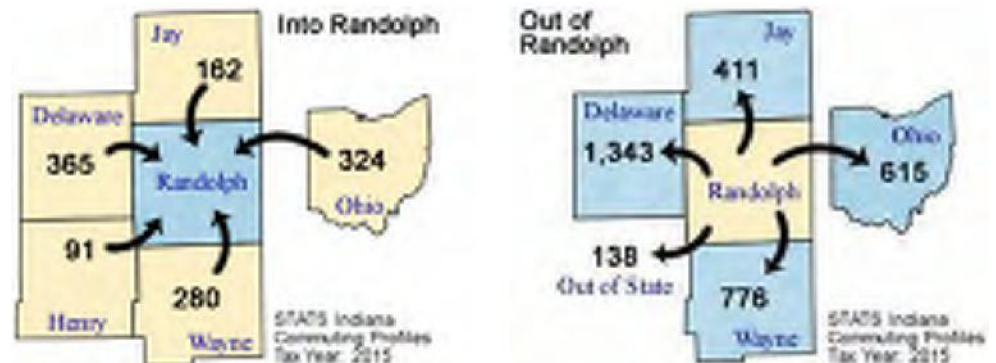 Into Randolph
Jay
162
Delaware
365
Randolph
324
Ohio
91
280
Henry
Wayne
STATS Indiana
Commuting Profiles
Tax Year: 2015
Out of
Randolph
Jay
411
Delaware
1,343
Ohio
615
Randolph
138
Out of State
776
Wayne
STATS Indiana
Commuting Profiles
Tax Year: 2015